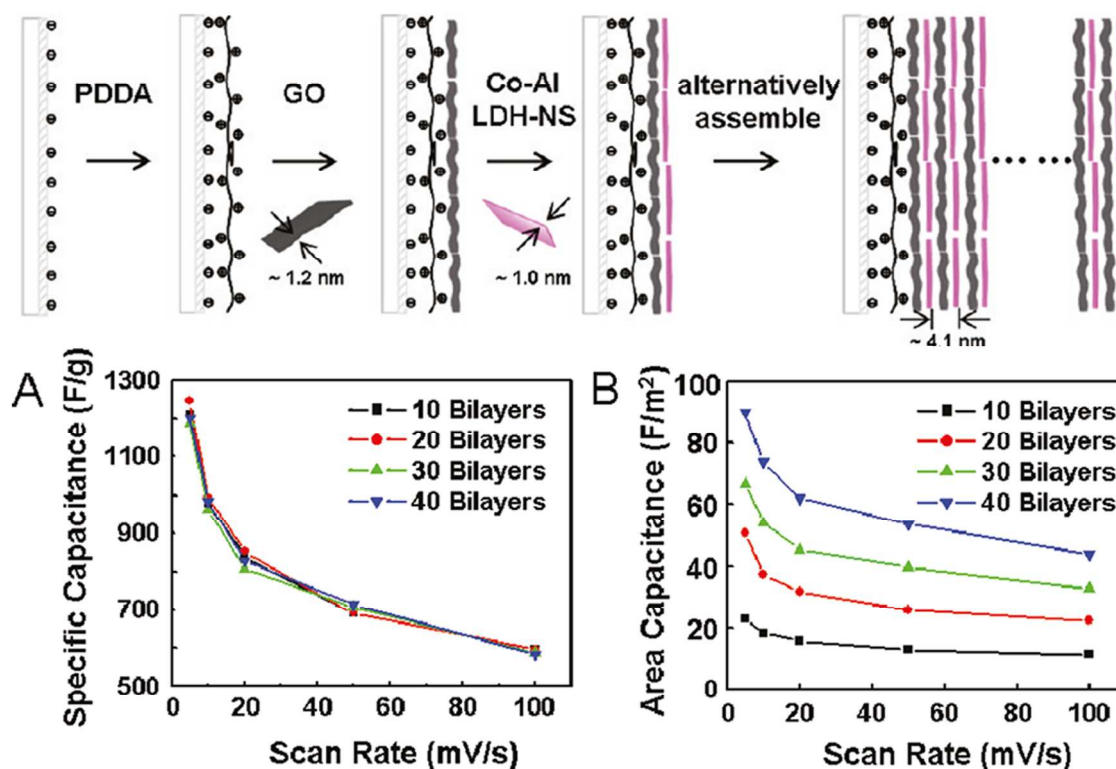 PDDA
GO
Co-Al
LDH-NS
alternatively
assemble
~ 1.2 nm
~ 1.0 nm
~ 4.1 nm
A
Specific Capacitance (F/g)
1300
1100
900
700
500
0 20 40 60 80 100
Scan Rate (mV/s)
10 Bilayers
20 Bilayers
30 Bilayers
40 Bilayers
B
Area Capacitance (F/m²)
100
80
60
40
20
0
0 20 40 60 80 100
Scan Rate (mV/s)
10 Bilayers
20 Bilayers
30 Bilayers
40 Bilayers